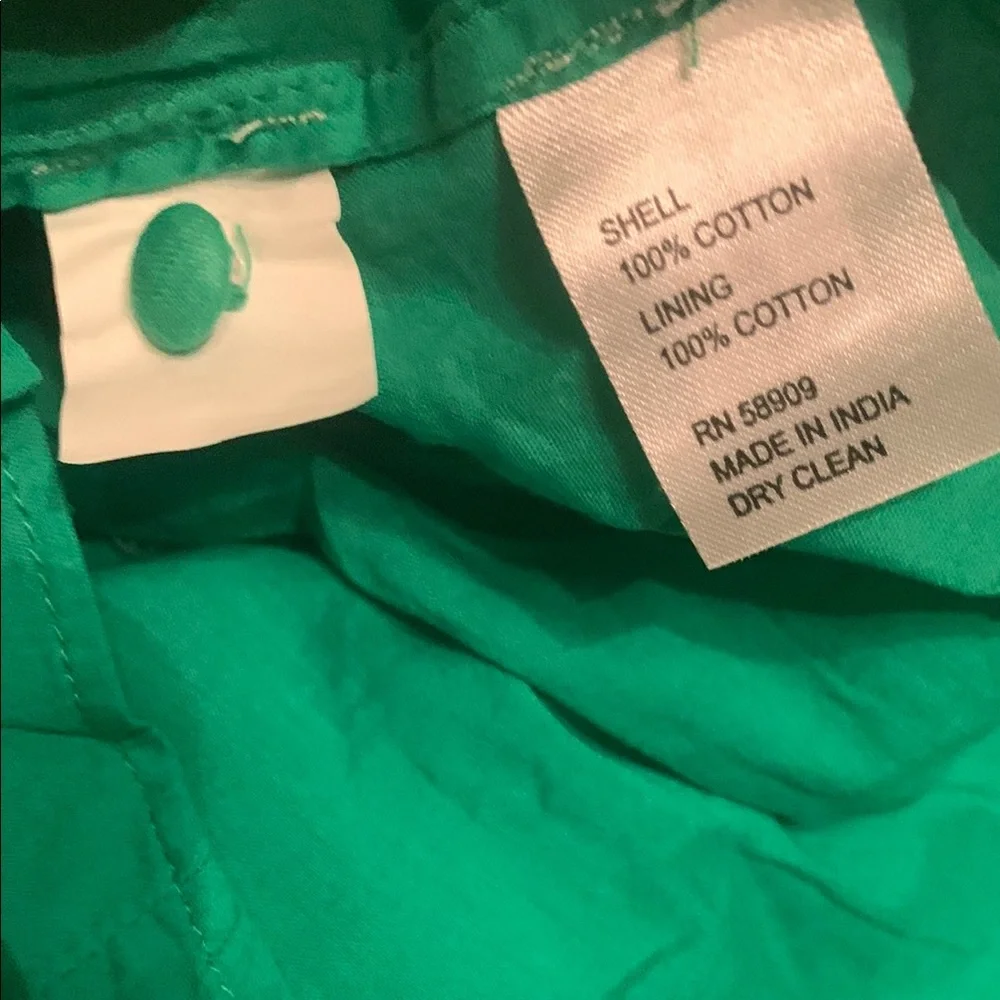 SHELL
100% COTTON
LINING
100% COTTON
RN 58909
MADE IN INDIA
DRY CLEAN